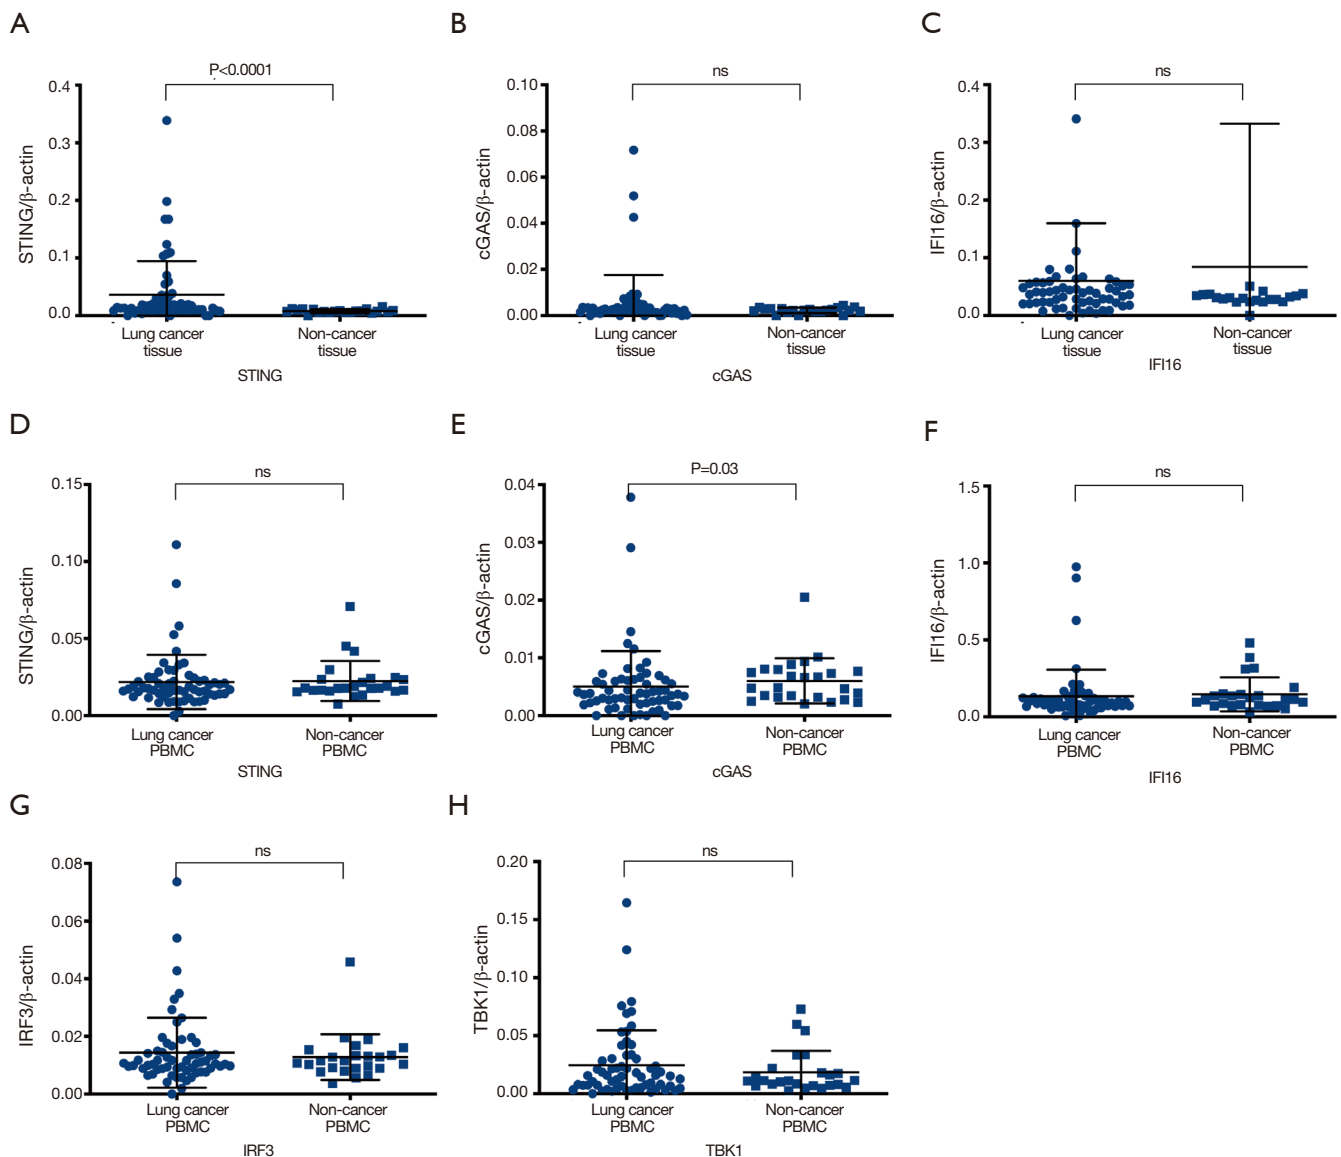 A
P<0.0001
STING/β-actin
0.4
0.3
0.2
0.1
0.0
Lung cancer
tissue
Non-cancer
tissue
STING
B
ns
cGAS/β-actin
0.10
0.08
0.06
0.04
0.02
0.00
Lung cancer
tissue
Non-cancer
tissue
cGAS
C
ns
IFI16/β-actin
0.4
0.3
0.2
0.1
0.0
Lung cancer
tissue
Non-cancer
tissue
IFI16
D
ns
STING/β-actin
0.15
0.10
0.05
0.00
Lung cancer
PBMC
Non-cancer
PBMC
STING
E
P=0.03
cGAS/β-actin
0.04
0.03
0.02
0.01
0.00
Lung cancer
PBMC
Non-cancer
PBMC
cGAS
F
ns
IFI16/β-actin
1.5
1.0
0.5
0.0
Lung cancer
PBMC
Non-cancer
PBMC
IFI16
G
ns
IRF3/β-actin
0.08
0.06
0.04
0.02
0.00
Lung cancer
PBMC
Non-cancer
PBMC
IRF3
H
ns
TBK1/β-actin
0.20
0.15
0.10
0.05
0.00
Lung cancer
PBMC
Non-cancer
PBMC
TBK1